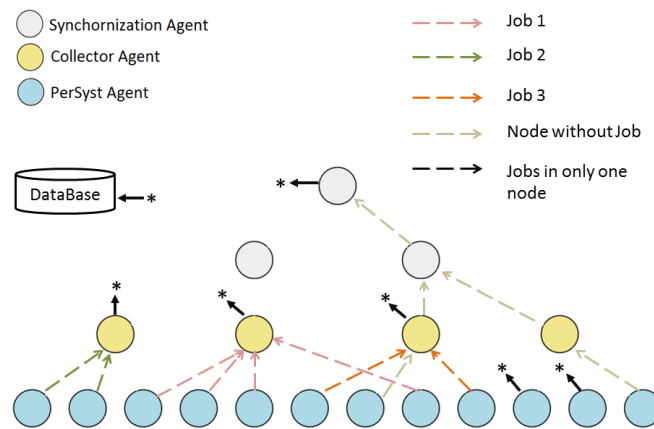 Synchornization Agent
Collector Agent
PerSyst Agent
Job 1
Job 2
Job 3
Node without Job
Jobs in only one
node
DataBase
*
*
*
*
*
*
*